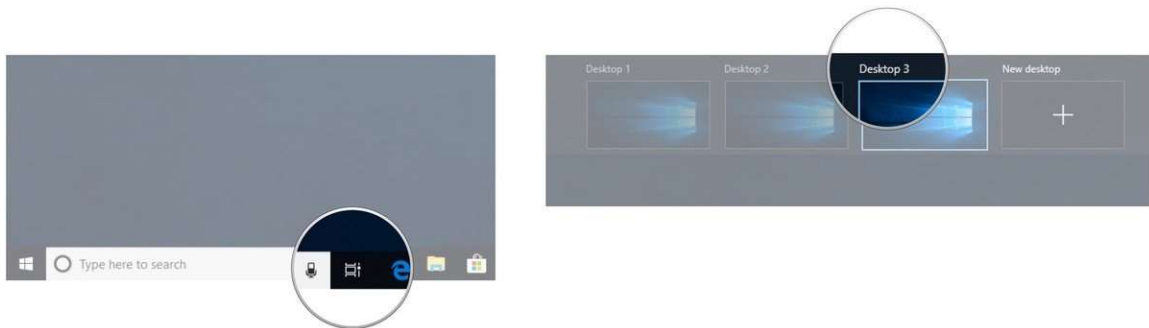 Type here to search
Desktop 1
Desktop 2
Desktop 3
New desktop